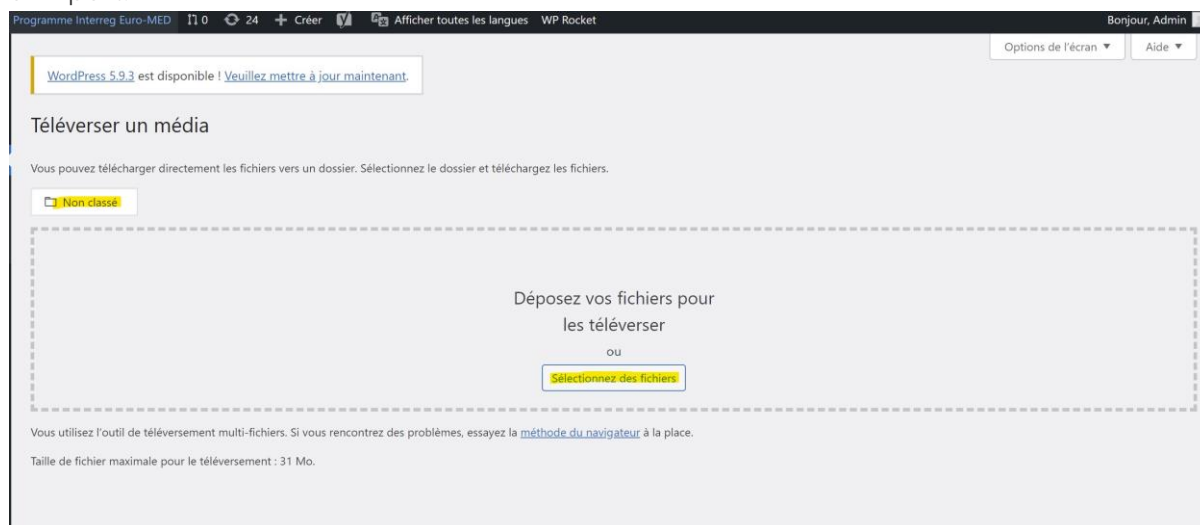 Programme Interreg Euro-MED 0 24 + Créer Afficher toutes les langues WP Rocket Bonjour, Admin
Options de l'écran ▼ Aide ▼
WordPress 5.9.3 est disponible ! Veuillez mettre à jour maintenant.
Téléverser un média
Vous pouvez télécharger directement les fichiers vers un dossier. Sélectionnez le dossier et téléchargez les fichiers.
Non classé
Déposez vos fichiers pour
les téléverser
ou
Sélectionnez des fichiers
Vous utilisez l'outil de téléversement multi-fichiers. Si vous rencontrez des problèmes, essayez la méthode du navigateur à la place.
Taille de fichier maximale pour le téléversement : 31 Mo.